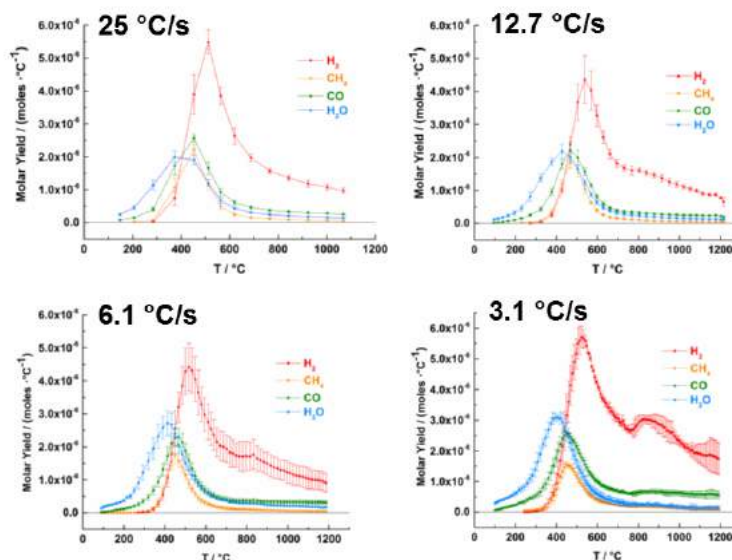 25 °C/s
6.0x10⁻⁶
5.0x10⁻⁶
4.0x10⁻⁶
3.0x10⁻⁶
2.0x10⁻⁶
1.0x10⁻⁶
0.0
Molar Yield / (moles ·°C⁻¹)
H₂
CH₄
CO
H₂O
0 200 400 600 800 1000 1200
T / °C
12.7 °C/s
6.0x10⁻⁶
5.0x10⁻⁶
4.0x10⁻⁶
3.0x10⁻⁶
2.0x10⁻⁶
1.0x10⁻⁶
0.0
Molar Yield / (moles ·°C⁻¹)
H₂
CH₄
CO
H₂O
0 200 400 600 800 1000 1200
T / °C
6.1 °C/s
6.0x10⁻⁶
5.0x10⁻⁶
4.0x10⁻⁶
3.0x10⁻⁶
2.0x10⁻⁶
1.0x10⁻⁶
0.0
Molar Yield / (moles ·°C⁻¹)
H₂
CH₄
CO
H₂O
0 200 400 600 800 1000 1200
T / °C
3.1 °C/s
6.0x10⁻⁶
5.0x10⁻⁶
4.0x10⁻⁶
3.0x10⁻⁶
2.0x10⁻⁶
1.0x10⁻⁶
0.0
Molar Yield / (moles ·°C⁻¹)
H₂
CH₄
CO
H₂O
0 200 400 600 800 1000 1200
T / °C